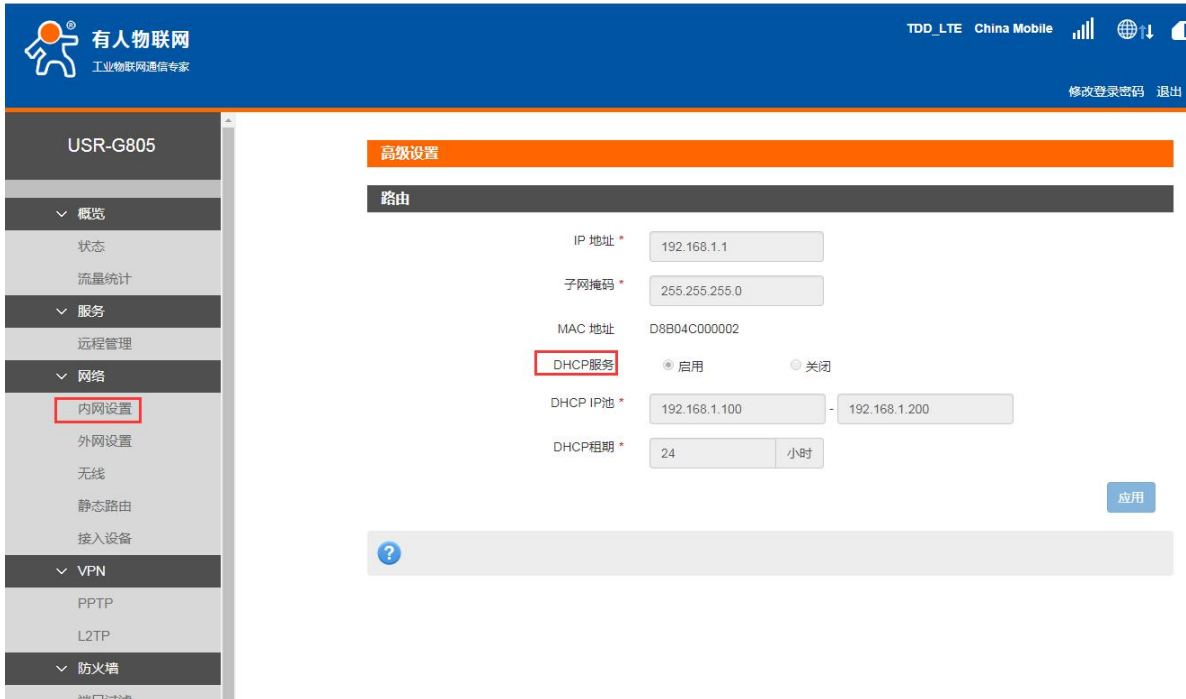 有人物联网®
工业物联网通信专家
TDD_LTE China Mobile
修改登录密码 退出
USR-G805
概览
状态
流量统计
服务
远程管理
网络
内网设置
外网设置
无线
静态路由
接入设备
VPN
PPTP
L2TP
防火墙
高级设置
路由
IP 地址 * 192.168.1.1
子网掩码 * 255.255.255.0
MAC 地址 D8B04C000002
DHCP服务 启用 关闭
DHCP IP池 * 192.168.1.100 - 192.168.1.200
DHCP租期 * 24 小时
应用
?